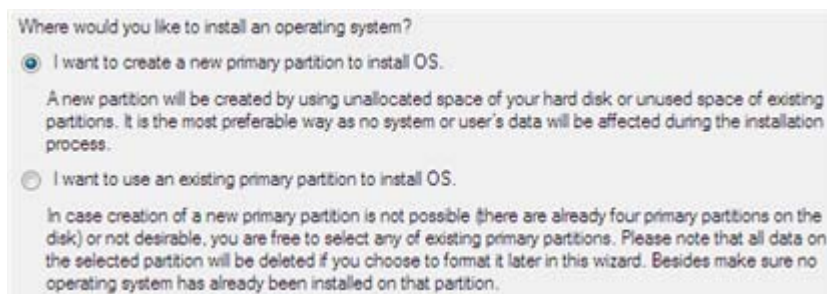 Where would you like to install an operating system?
I want to create a new primary partition to install OS.
A new partition will be created by using unallocated space of your hard disk or unused space of existing
partitions. It is the most preferable way as no system or user's data will be affected during the installation
process.
I want to use an existing primary partition to install OS.
In case creation of a new primary partition is not possible (there are already four primary partitions on the
disk) or not desirable, you are free to select any of existing primary partitions. Please note that all data on
the selected partition will be deleted if you choose to format it later in this wizard. Besides make sure no
operating system has already been installed on that partition.